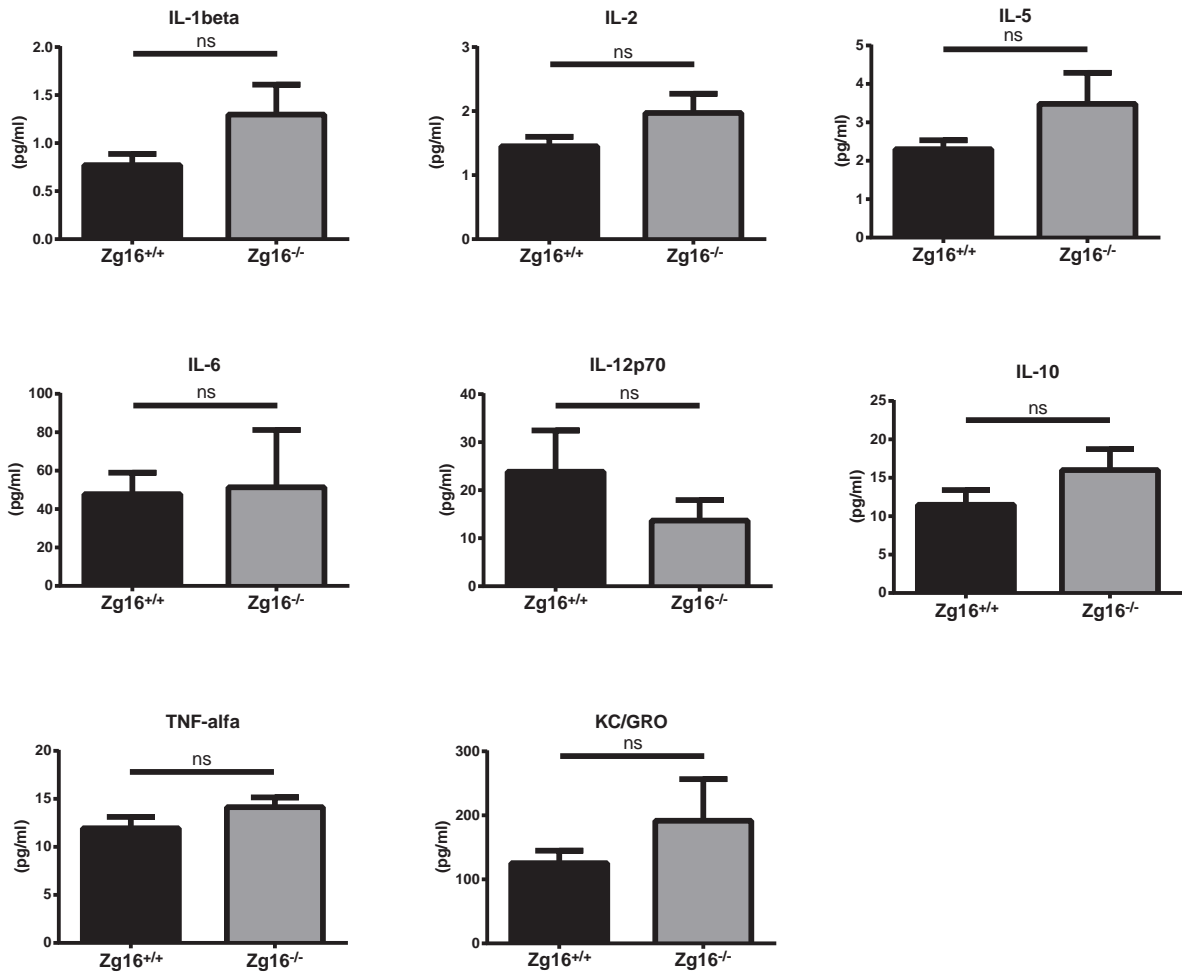 IL-1beta
ns
2.0
1.5
1.0
0.5
0.0
(pg/ml)
Zg16+/+ Zg16-/-
IL-2
ns
3
2
1
0
(pg/ml)
Zg16+/+ Zg16-/-
IL-5
ns
5
4
3
2
1
0
(pg/ml)
Zg16+/+ Zg16-/-
IL-6
ns
100
80
60
40
20
0
(pg/ml)
Zg16+/+ Zg16-/-
IL-12p70
ns
40
30
20
10
0
(pg/ml)
Zg16+/+ Zg16-/-
IL-10
ns
25
20
15
10
5
0
(pg/ml)
Zg16+/+ Zg16-/-
TNF-alfa
ns
20
15
10
5
0
(pg/ml)
Zg16+/+ Zg16-/-
KC/GRO
ns
300
200
100
0
(pg/ml)
Zg16+/+ Zg16-/-